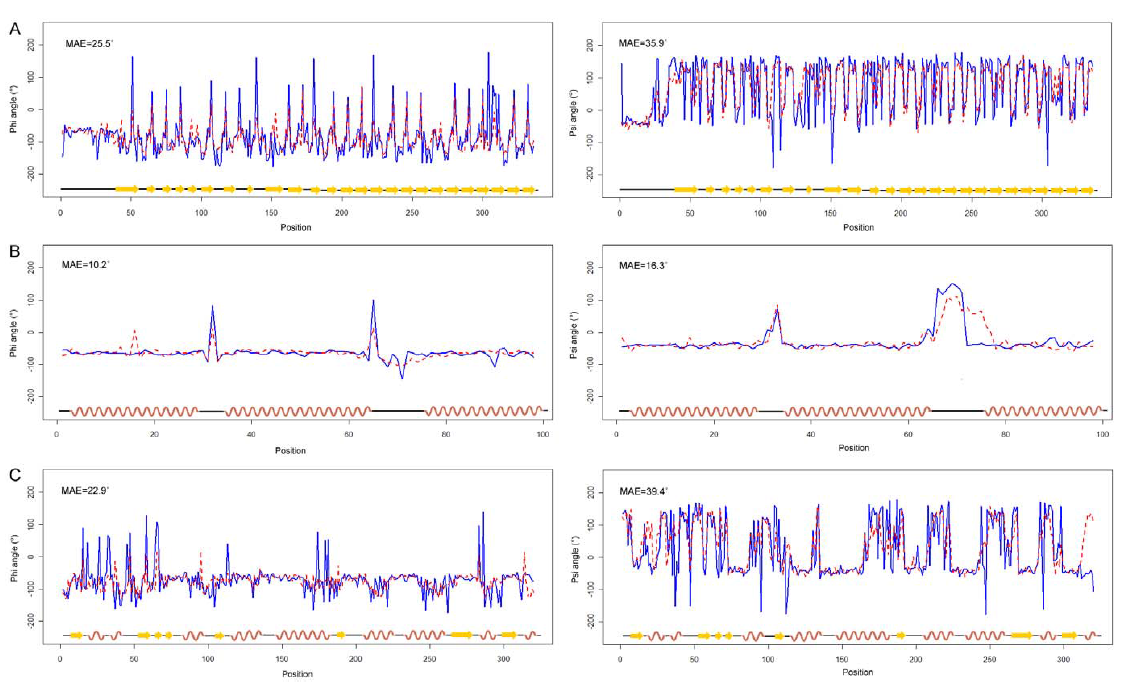 A
MAE=25.5°
Phi angle (°)
200
100
0
-100
-200
0 50 100 150 200 250 300
Position
MAE=35.9°
Psi angle (°)
200
100
0
-100
-200
0 50 100 150 200 250 300
Position
B
MAE=10.2°
Phi angle (°)
200
100
0
-100
-200
0 20 40 60 80 100
Position
MAE=16.3°
Psi angle (°)
200
100
0
-100
-200
0 20 40 60 80 100
Position
C
MAE=22.9°
Phi angle (°)
200
100
0
-100
-200
0 50 100 150 200 250 300
Position
MAE=39.4°
Psi angle (°)
200
100
0
-100
-200
0 50 100 150 200 250 300
Position